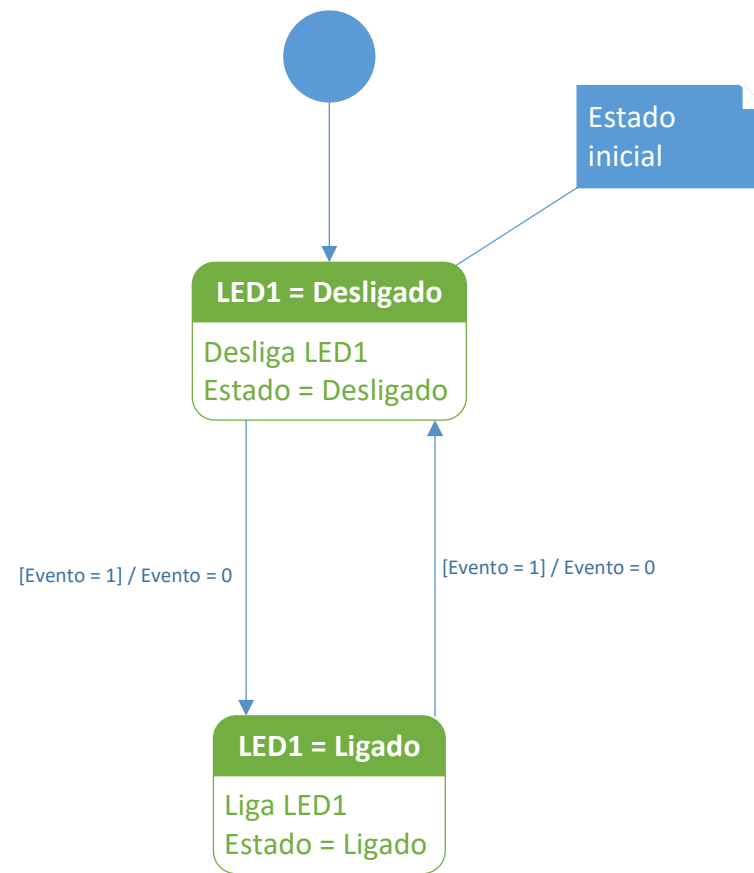 Estado
inicial
LED1 = Desligado
Desliga LED1
Estado = Desligado
[Evento = 1] / Evento = 0
[Evento = 1] / Evento = 0
LED1 = Ligado
Liga LED1
Estado = Ligado